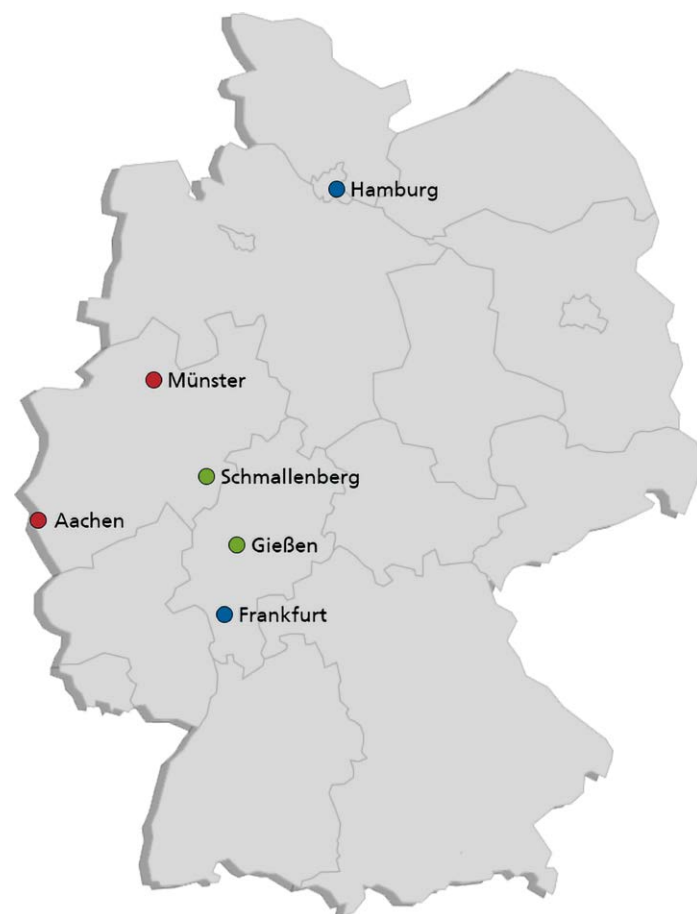 Hamburg
Münster
Schmallenberg
Aachen
Gießen
Frankfurt